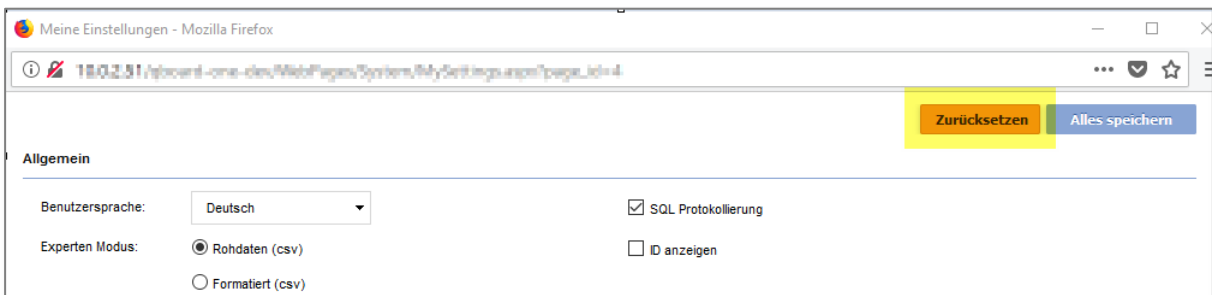 Meine Einstellungen - Mozilla Firefox
Zurücksetzen Alles speichern
Allgemein
Benutzersprache: Deutsch SQL Protokollierung
Experten Modus: Rohdaten (csv) ID anzeigen
Formatiert (csv)